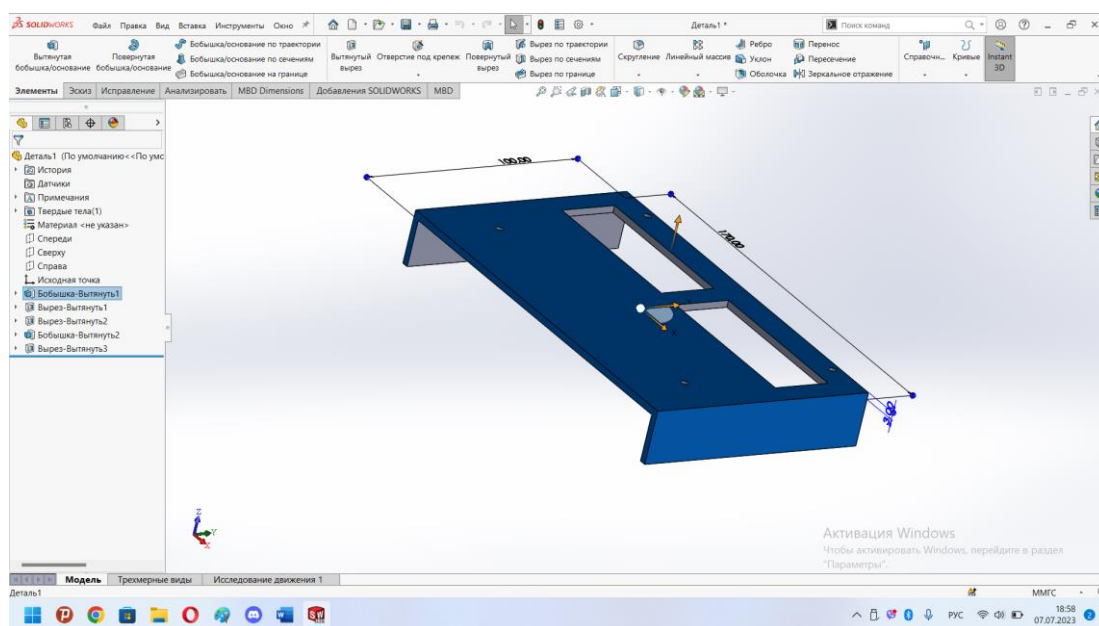 SOLIDWORKS Файл Правка Вид Вставка Инструменты Окно Деталь1 * Поиск команд
Вытянутая бобышка/основание
Повернутая бобышка/основание
Бобышка/основание по траектории
Бобышка/основание по сечениям
Бобышка/основание на границе
Вытянутый вырез
Отверстие под крепеж
Повернутый вырез
Вырез по траектории
Вырез по сечениям
Вырез по границе
Скругление
Линейный массив
Ребро
Уклон
Оболочка
Перенос
Пересечение
Зеркальное отражение
Справочн...
Кривые
Instant 3D
Элементы Эскиз Исправление Анализировать MBD Dimensions Добавления SOLIDWORKS MBD
Деталь1 (По умолчанию<<По умс
История
Датчики
Примечания
Твердые тела(1)
Материал <не указан>
Спереди
Сверху
Справа
Исходная точка
Бобышка-Вытянуть1
Вырез-Вытянуть1
Вырез-Вытянуть2
Бобышка-Вытянуть2
Вырез-Вытянуть3
100,00
170,00
3,00
Z
Y
X
Активация Windows
Чтобы активировать Windows, перейдите в раздел
"Параметры".
Модель Трехмерные виды Исследование движения 1
Деталь1 ММГС
РУС 18:58
07.07.2023 2